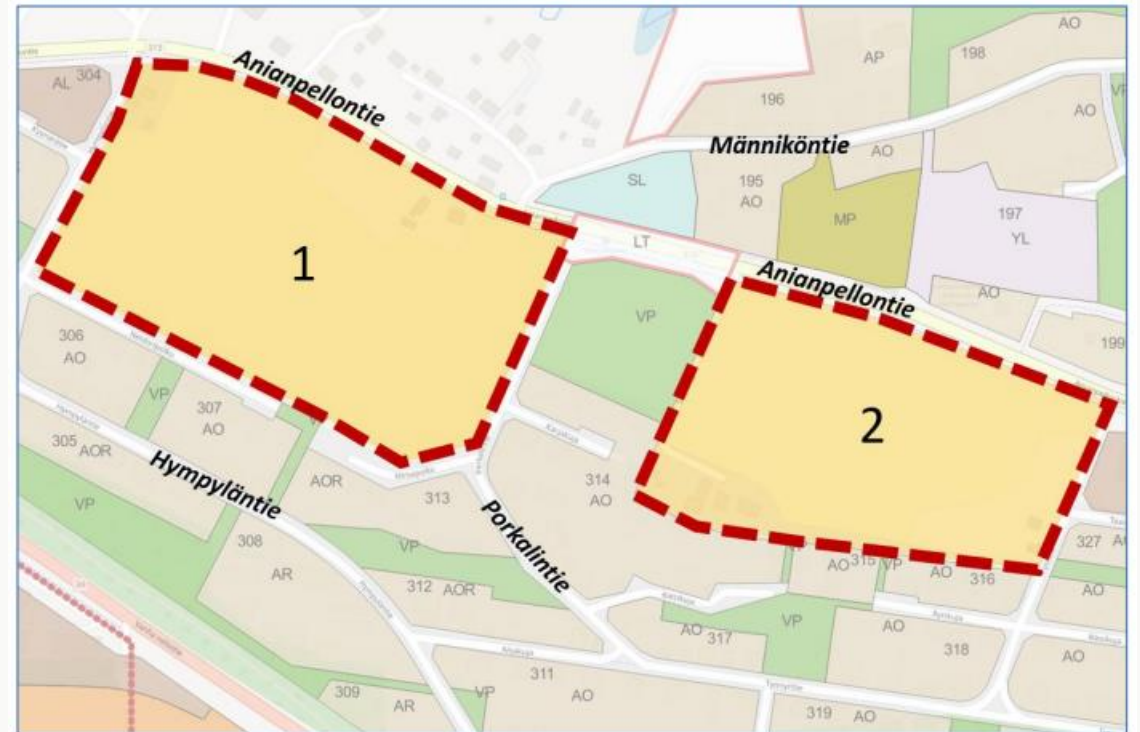 AO
AL 304
313
Anianpellontie
AP
198
196
AO
Männiköntie
AO
SL
195
AO
MP
197
YL
LT
1
Anianpellontie
AO
VP
306
AO
199
VP
307
AO
2
305 AOR
Hympyläntie
AOR
313
314
AO
Karjakuja
VP
Porkalintie
308
AR
VP
312 AOR
AO 315 VP
AO 316
327
AO
AO 317
VP
AO
318
AO
311
AO
309
AR
VP
319 AO
Hympyläntie